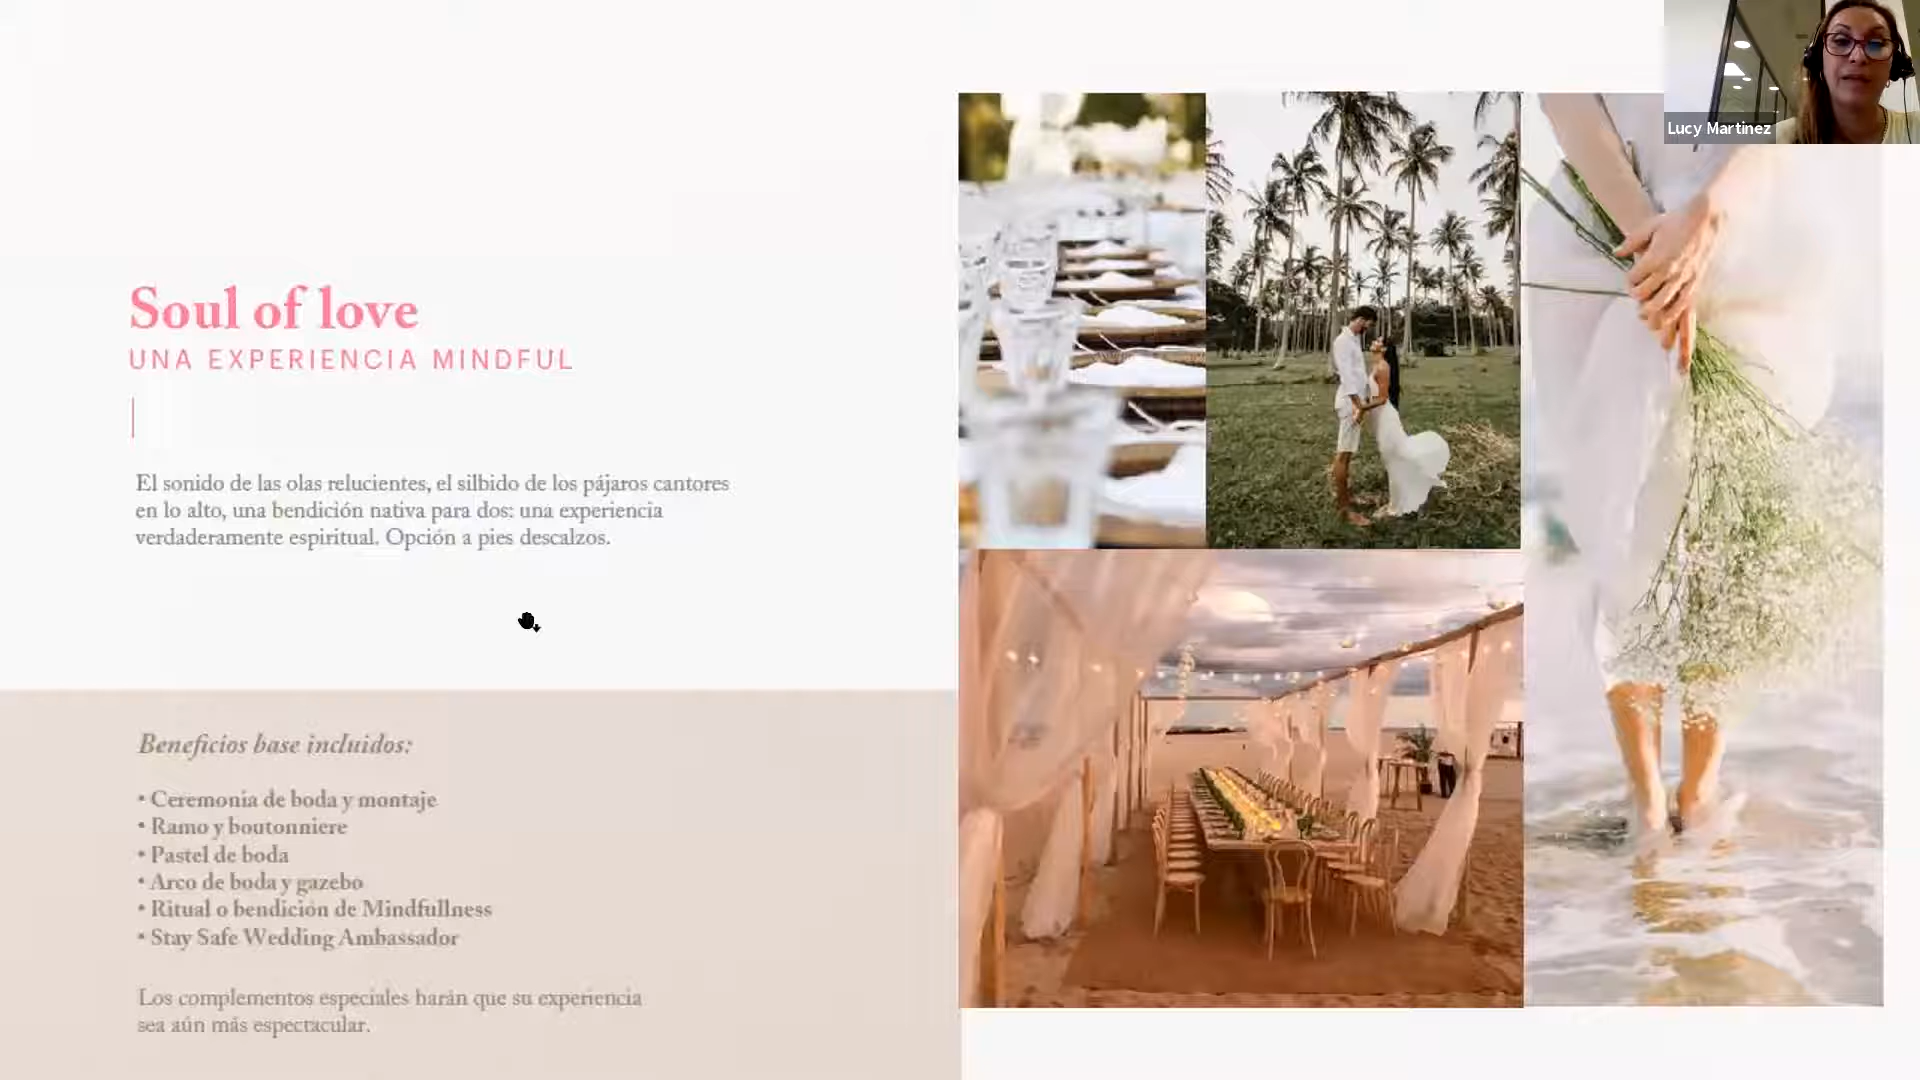 Soul of love
UNA EXPERIENCIA MINDFUL
El sonido de las olas relucientes, el silbido de los pájaros cantores
en lo alto, una bendición nativa para dos: una experiencia
verdaderamente espiritual. Opción a pies descalzos.
Beneficios base incluidos:
• Ceremonia de boda y montaje
• Ramo y boutonniere
• Pastel de boda
• Arco de boda y gazebo
• Ritual o bendición de Mindfullness
• Stay Safe Wedding Ambassador
Los complementos especiales harán que su experiencia
sea aún más espectacular.
Lucy Martinez